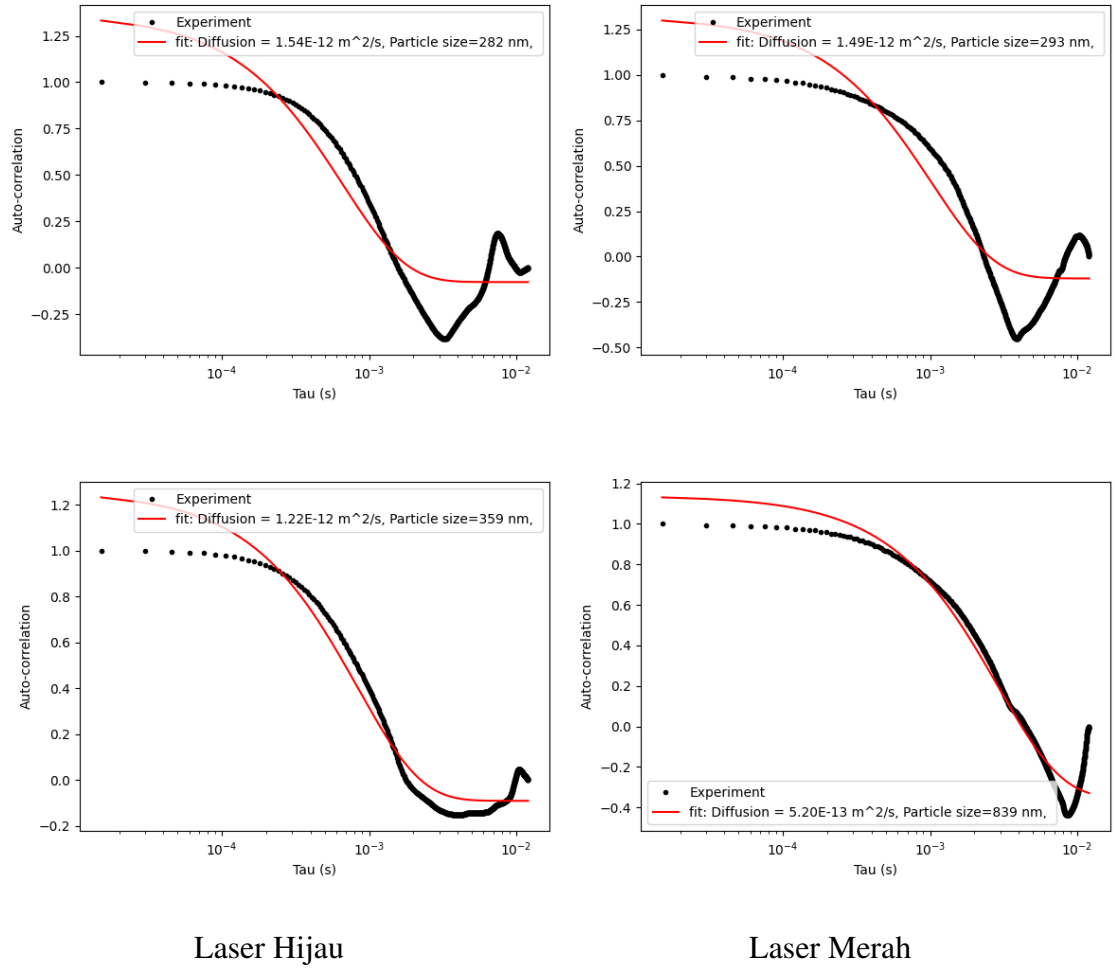 Experiment
fit: Diffusion = 1.54E-12 m^2/s, Particle size=282 nm,
Auto-correlation
1.25
1.00
0.75
0.50
0.25
0.00
−0.25
10^-4
10^-3
10^-2
Tau (s)
Experiment
fit: Diffusion = 1.49E-12 m^2/s, Particle size=293 nm,
Auto-correlation
1.25
1.00
0.75
0.50
0.25
0.00
−0.25
−0.50
10^-4
10^-3
10^-2
Tau (s)
Experiment
fit: Diffusion = 1.22E-12 m^2/s, Particle size=359 nm,
Auto-correlation
1.2
1.0
0.8
0.6
0.4
0.2
0.0
−0.2
10^-4
10^-3
10^-2
Tau (s)
Experiment
fit: Diffusion = 5.20E-13 m^2/s, Particle size=839 nm,
Auto-correlation
1.2
1.0
0.8
0.6
0.4
0.2
0.0
−0.2
−0.4
10^-4
10^-3
10^-2
Tau (s)
Laser Hijau
Laser Merah